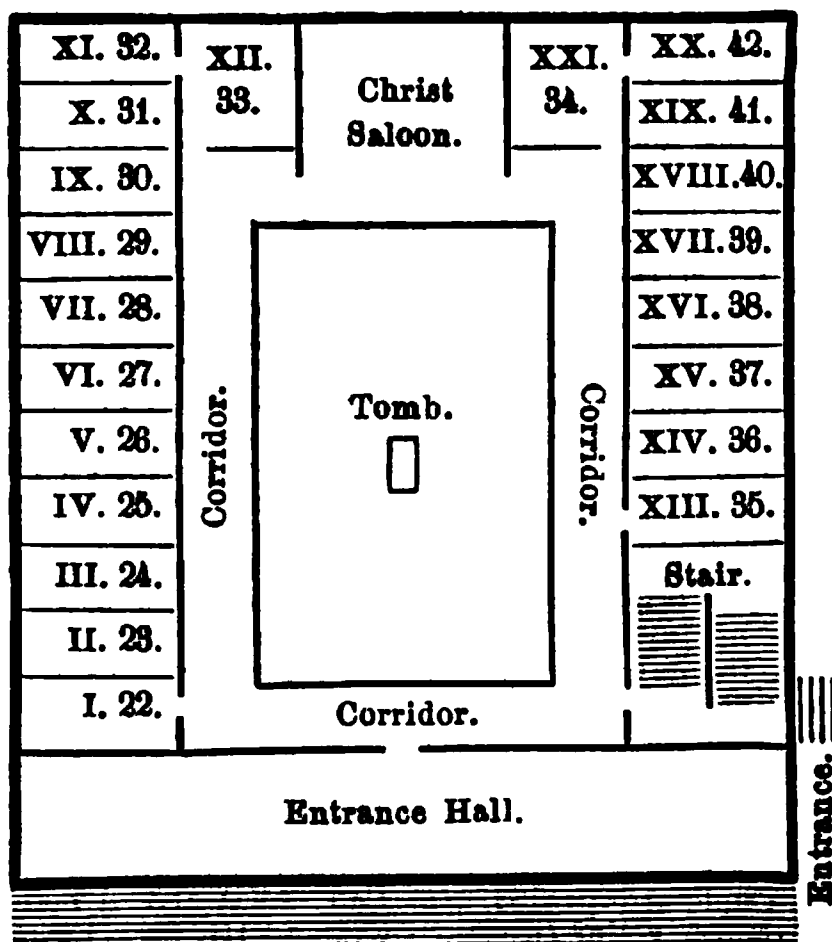 XI. 32.
X. 31.
IX. 30.
VIII. 29.
VII. 28.
VI. 27.
V. 26.
IV. 25.
III. 24.
II. 23.
I. 22.
XII.
33.
Christ
Saloon.
XXI.
34.
XX. 42.
XIX. 41.
XVIII. 40.
XVII. 39.
XVI. 38.
XV. 37.
XIV. 36.
XIII. 35.
Stair.
Corridor.
Tomb.
Corridor.
Corridor.
Entrance Hall.
Entrance.